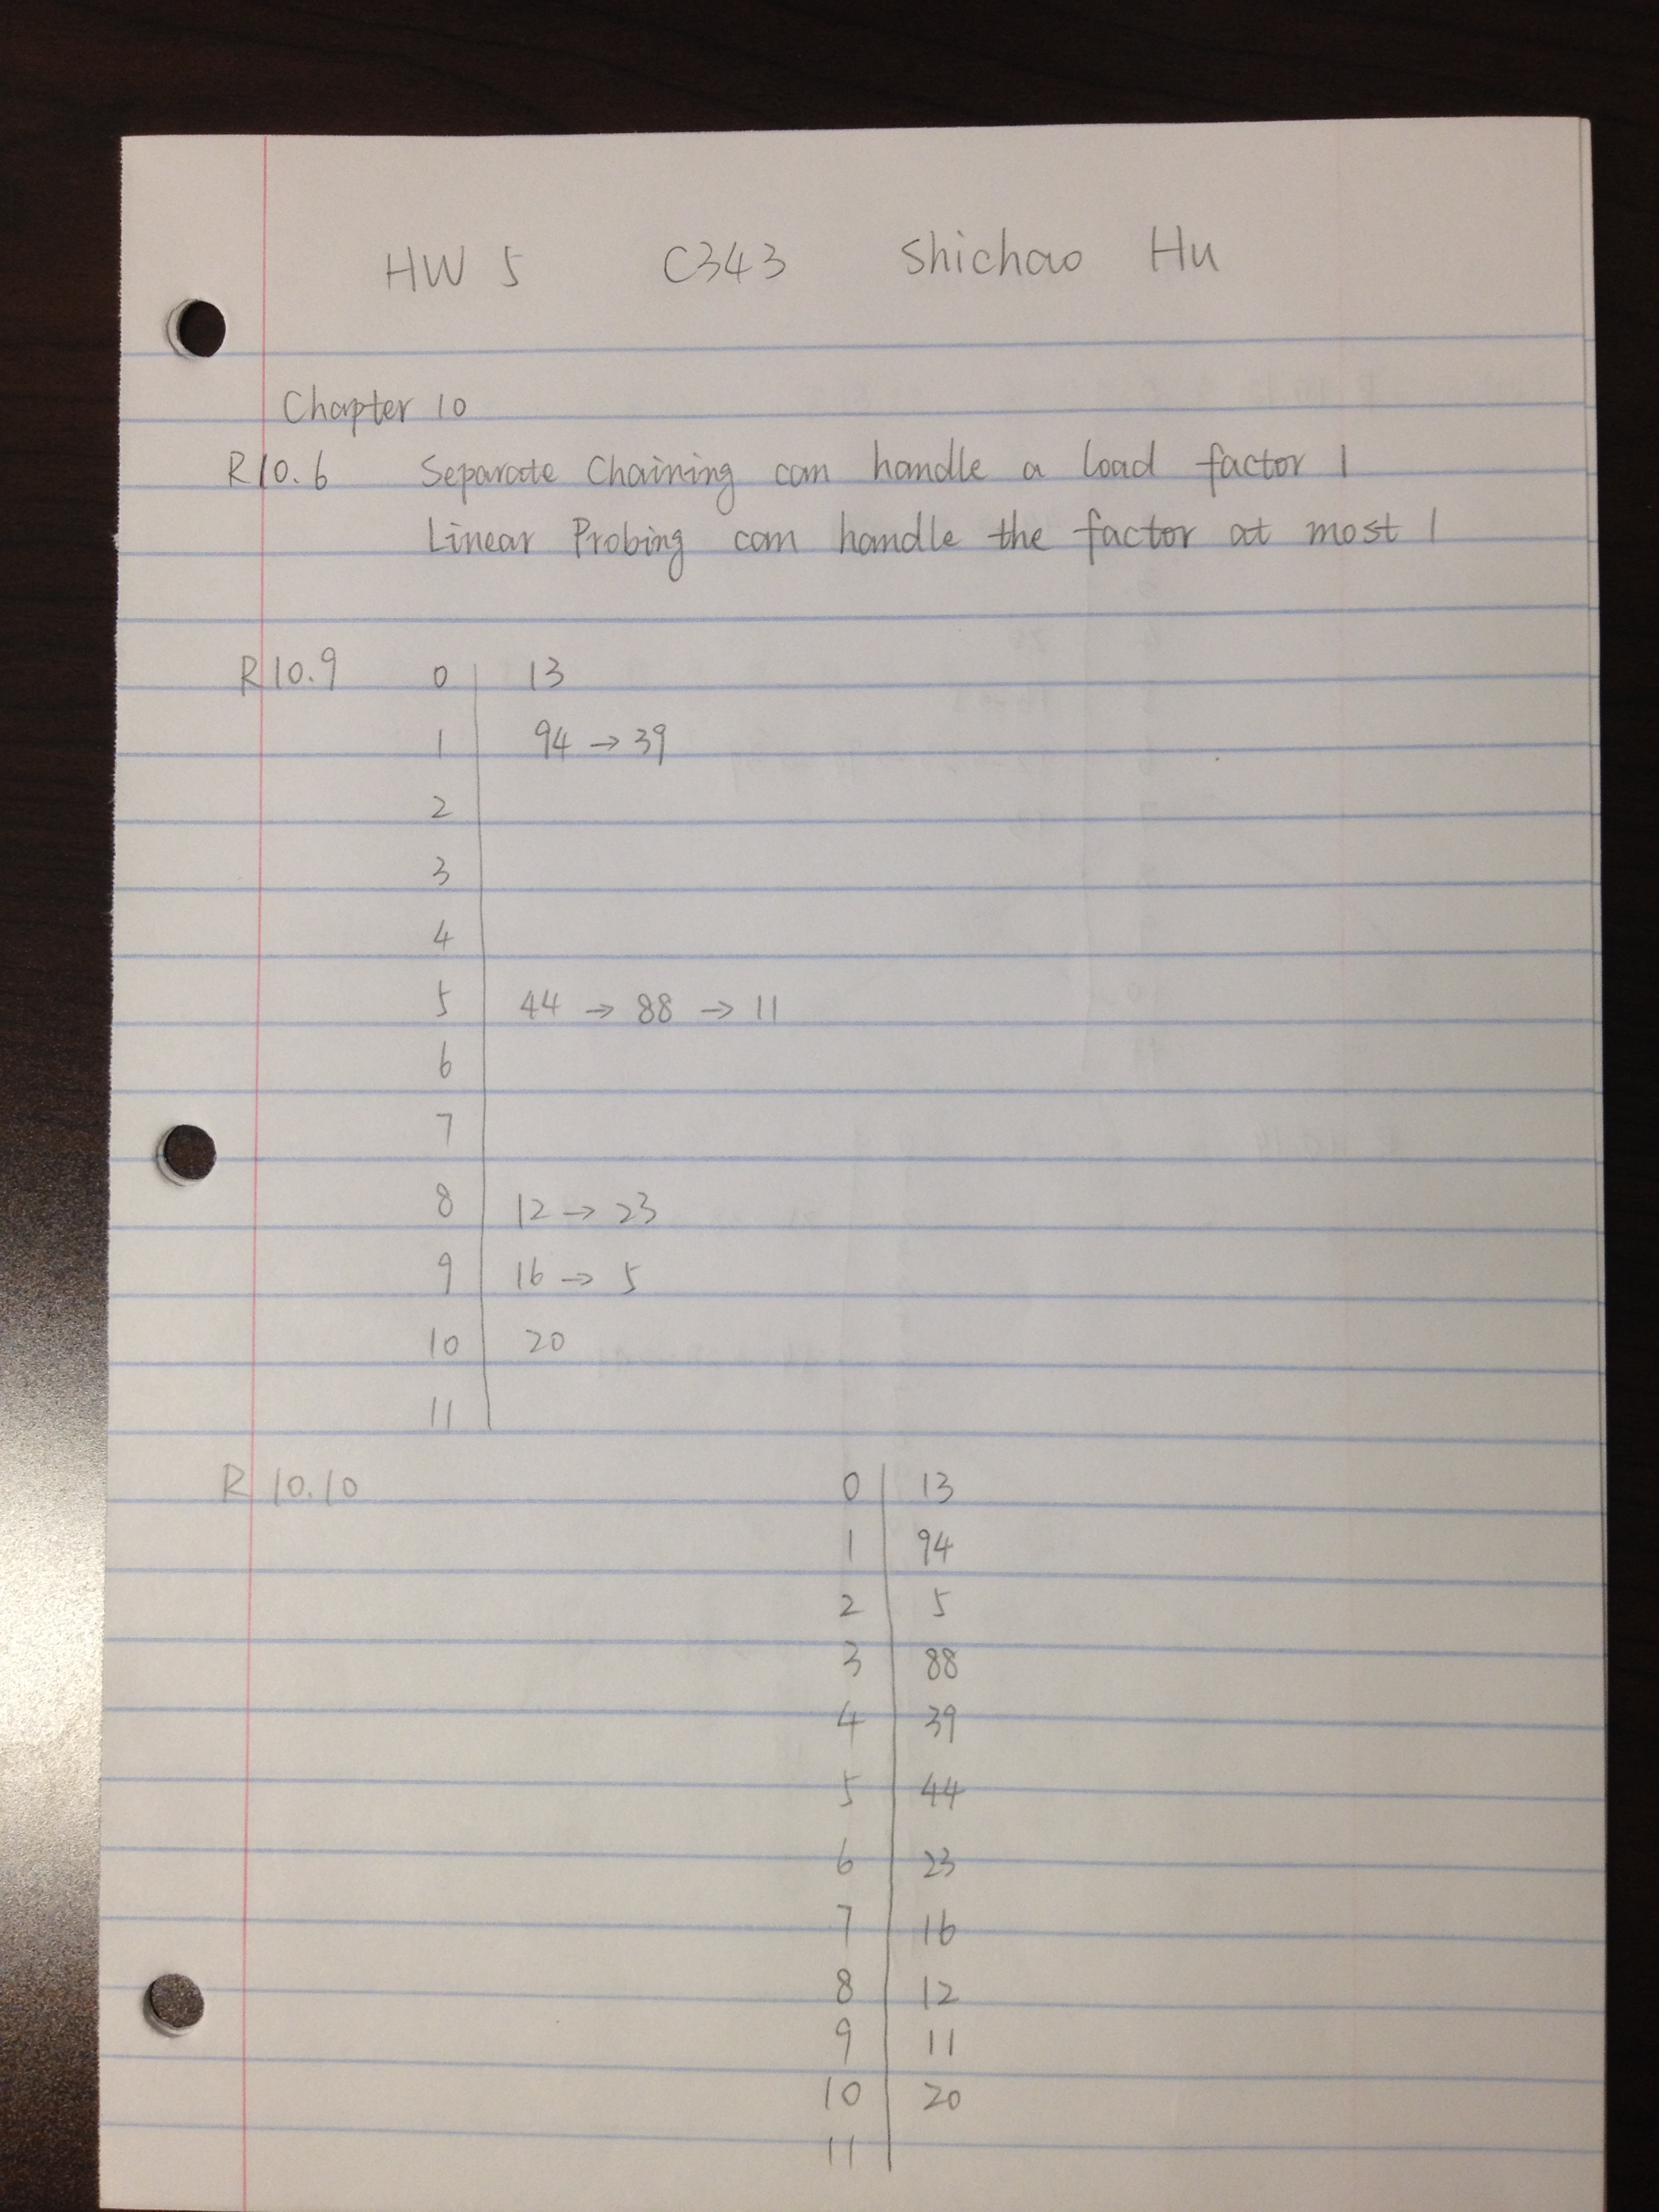 HW 5 C343 Shichao Hu
Chapter 10
R10.6 Separate Chaining can handle a load factor 1
Linear Probing can handle the factor at most 1
R10.9 0 13
1 94 → 39
2
3
4
5 44 → 88 → 11
6
7
8 12 → 23
9 16 → 5
10 20
11
R 10.10 0 13
1 94
2 5
3 88
4 39
5 44
6 23
7 16
8 12
9 11
10 20
11